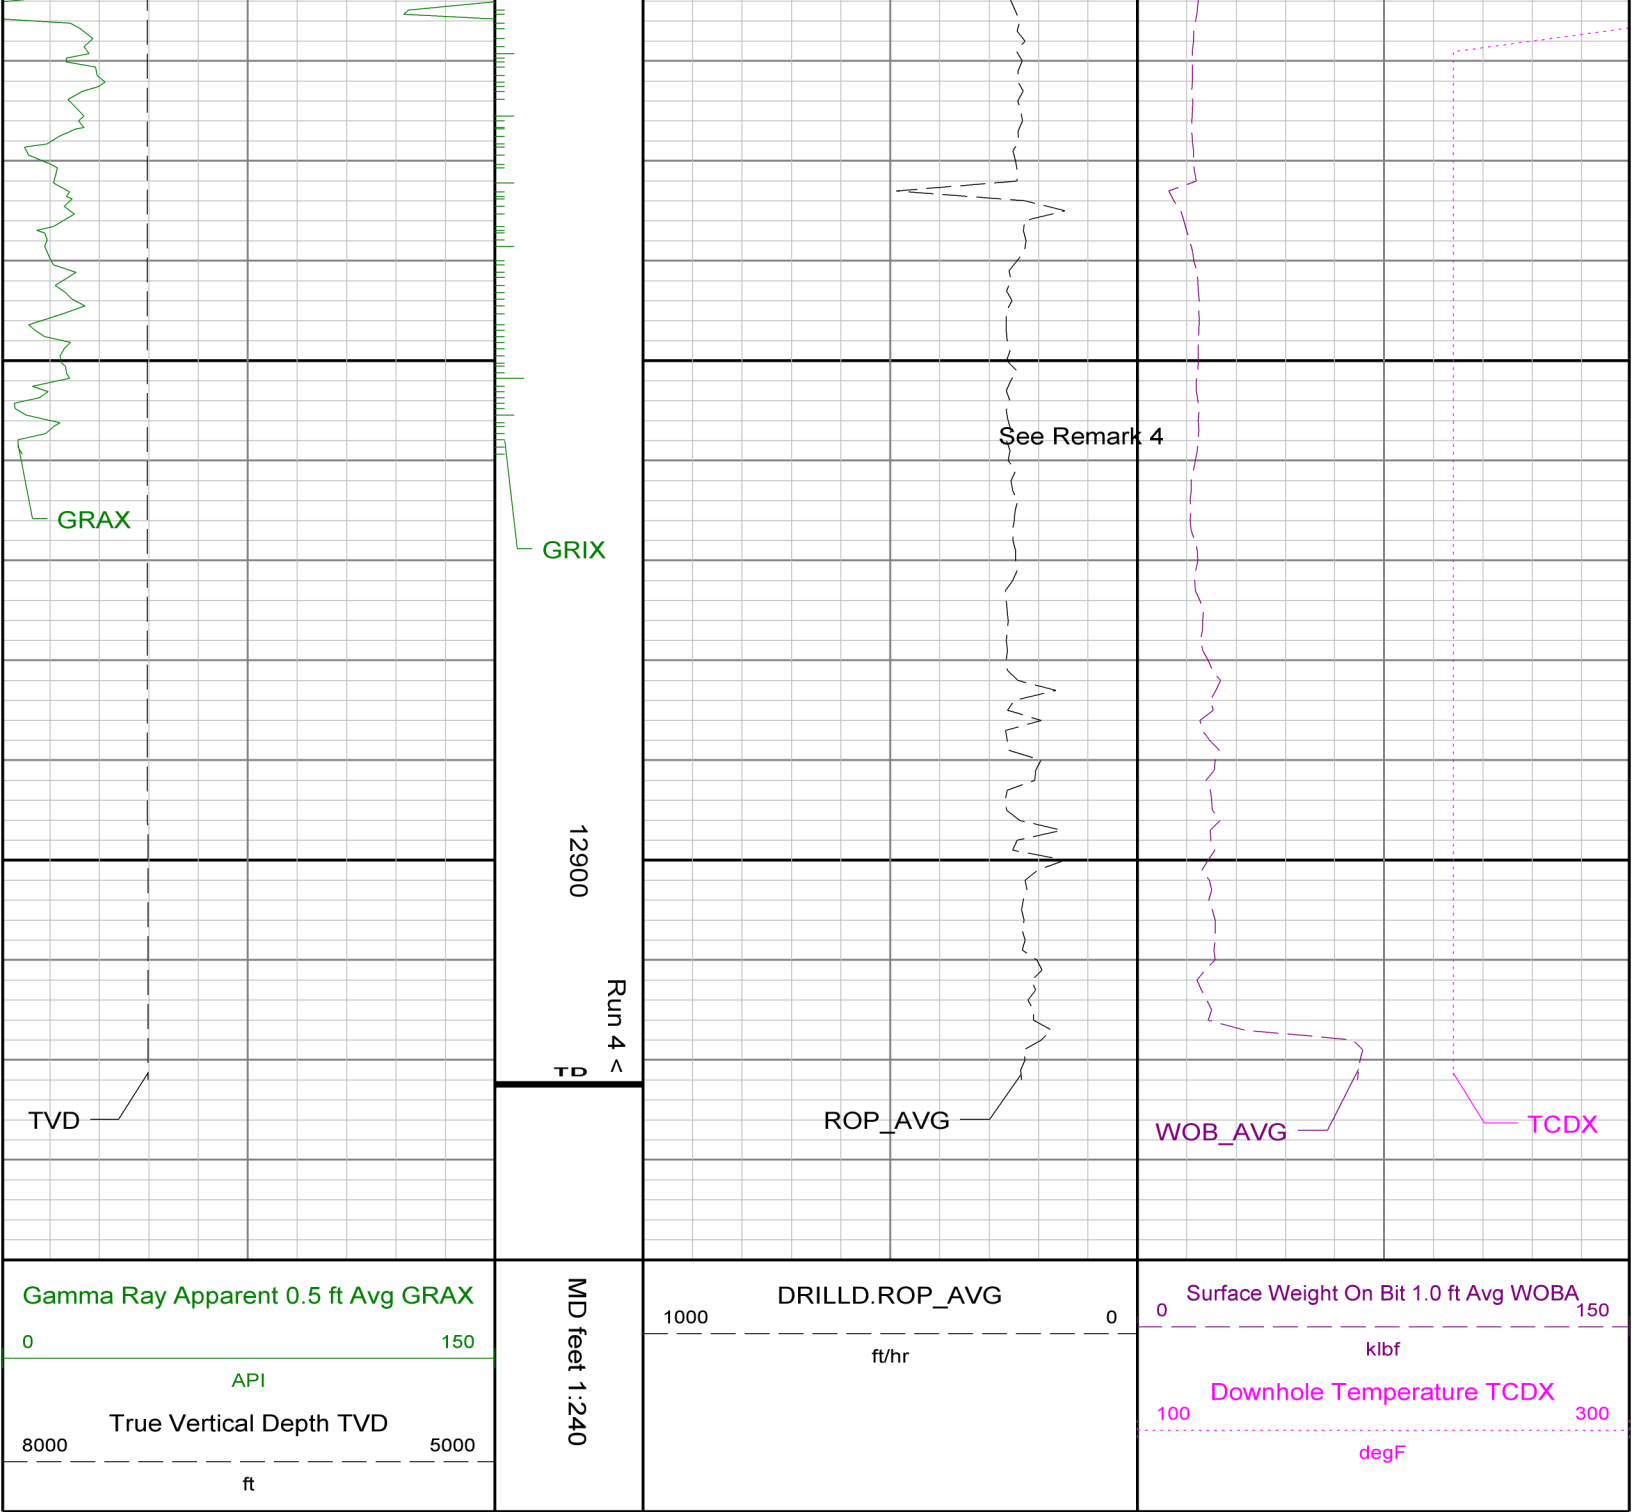 See Remark 4
GRAX
GRIX
12900
Run 4 <
TD
TVD
ROP_AVG
WOB_AVG
TCDX
Gamma Ray Apparent 0.5 ft Avg GRAX
0 150
API
True Vertical Depth TVD
8000 5000
ft
MD feet 1:240
DRILLD.ROP_AVG
1000 0
ft/hr
Surface Weight On Bit 1.0 ft Avg WOBA
0 150
klbf
Downhole Temperature TCDX
100 300
degF